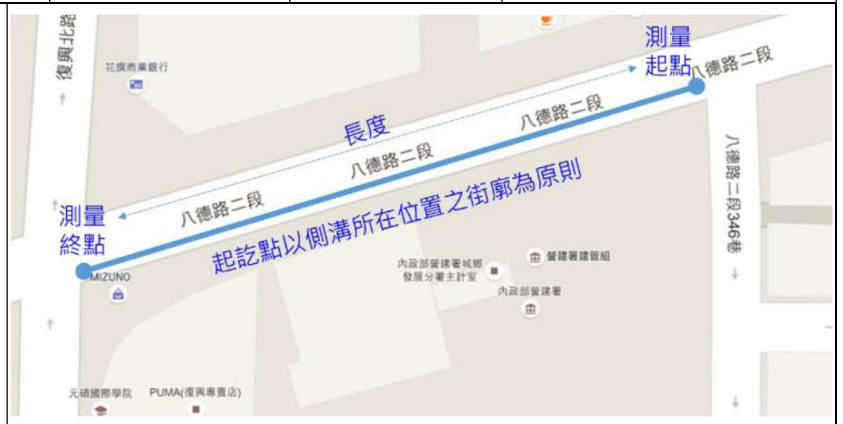 復興北路
花旗商業銀行
測量
起點
八德路二段
長度
八德路二段
八德路二段
八德路二段
八德路二段346巷
測量
終點
起訖點以側溝所在位置之街廓為原則
MIZUNO
內政部營建署城鄉
發展分署主計室
營建署建管組
內政部營建署
元碩國際學院
PUMA(復興專賣店)